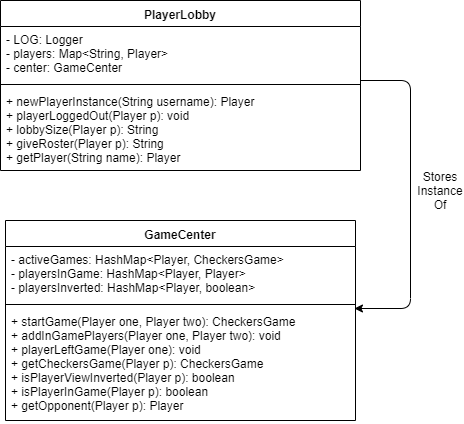 PlayerLobby
- LOG: Logger
- players: Map<String, Player>
- center: GameCenter
+ newPlayerInstance(String username): Player
+ playerLoggedOut(Player p): void
+ lobbySize(Player p): String
+ giveRoster(Player p): String
+ getPlayer(String name): Player
Stores
Instance
Of
GameCenter
- activeGames: HashMap<Player, CheckersGame>
- playersInGame: HashMap<Player, Player>
- playersInverted: HashMap<Player, boolean>
+ startGame(Player one, Player two): CheckersGame
+ addInGamePlayers(Player one, Player two): void
+ playerLeftGame(Player one): void
+ getCheckersGame(Player p): CheckersGame
+ isPlayerViewInverted(Player p): boolean
+ isPlayerInGame(Player p): boolean
+ getOpponent(Player p): Player